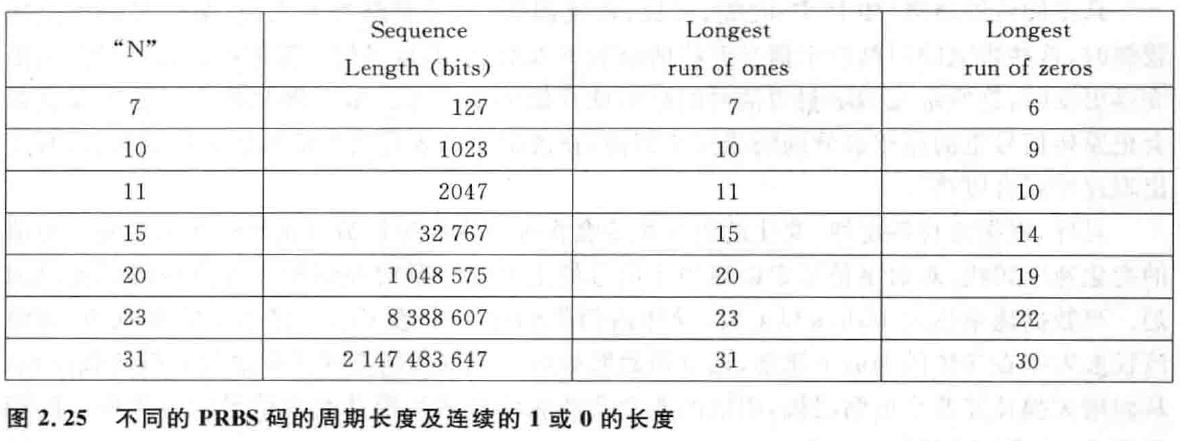 “N”
Sequence
Length (bits)
Longest
run of ones
Longest
run of zeros
7 127 7 6
10 1023 10 9
11 2047 11 10
15 32 767 15 14
20 1 048 575 20 19
23 8 388 607 23 22
31 2 147 483 647 31 30
图 2.25 不同的 PRBS 码的周期长度及连续的 1 或 0 的长度